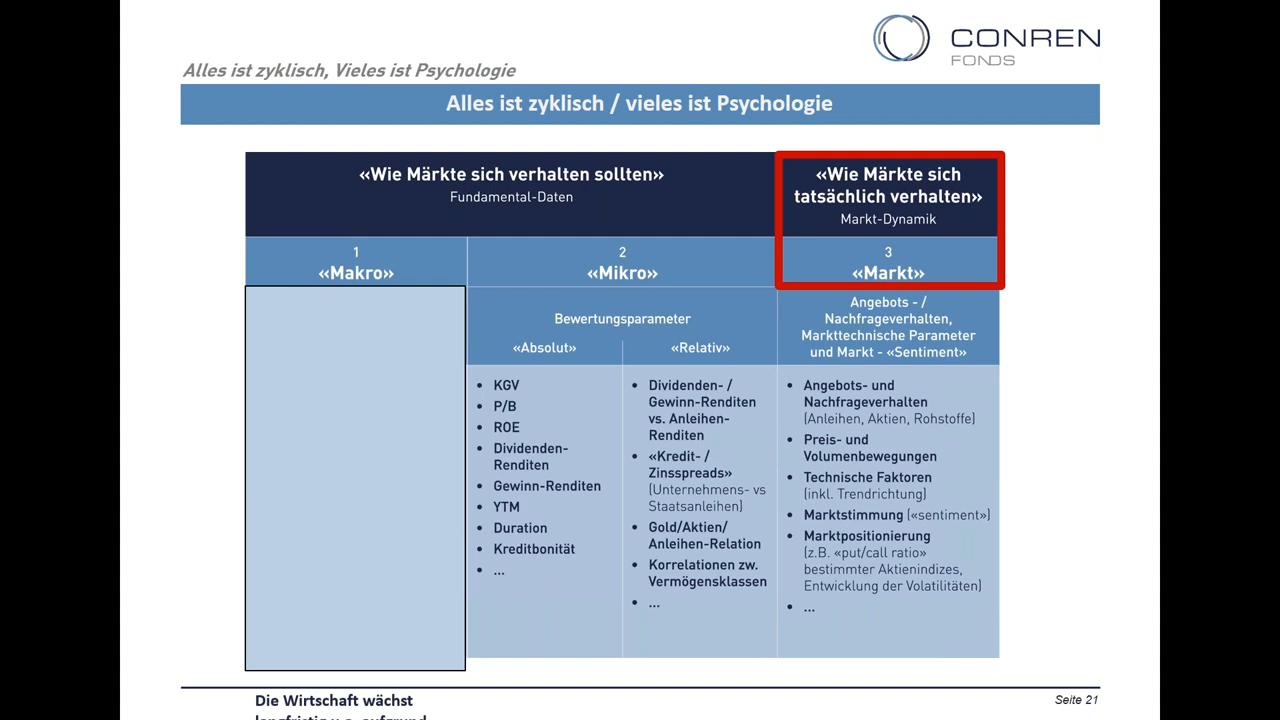 CONREN
FONDS
Alles ist zyklisch, Vieles ist Psychologie
Alles ist zyklisch / vieles ist Psychologie
«Wie Märkte sich verhalten sollten»
Fundamental-Daten
«Wie Märkte sich
tatsächlich verhalten»
Markt-Dynamik
1
«Makro»
2
«Mikro»
3
«Markt»
Bewertungsparameter
«Absolut»
«Relativ»
Angebots - /
Nachfrageverhalten,
Markttechnische Parameter
und Markt - «Sentiment»
• KGV
• P/B
• ROE
• Dividenden-
Renditen
• Gewinn-Renditen
• YTM
• Duration
• Kreditbonität
• ...
• Dividenden- /
Gewinn-Renditen
vs. Anleihen-
Renditen
• «Kredit- /
Zinsspreads»
(Unternehmens- vs
Staatsanleihen)
• Gold/Aktien/
Anleihen-Relation
• Korrelationen zw.
Vermögensklassen
• ...
• Angebots- und
Nachfrageverhalten
(Anleihen, Aktien, Rohstoffe)
• Preis- und
Volumenbewegungen
• Technische Faktoren
(inkl. Trendrichtung)
• Marktstimmung («sentiment»)
• Marktpositionierung
(z.B. «put/call ratio»
bestimmter Aktienindizes,
Entwicklung der Volatilitäten)
• ...
Die Wirtschaft wächst
langfristig u.a. aufgrund
Seite 21